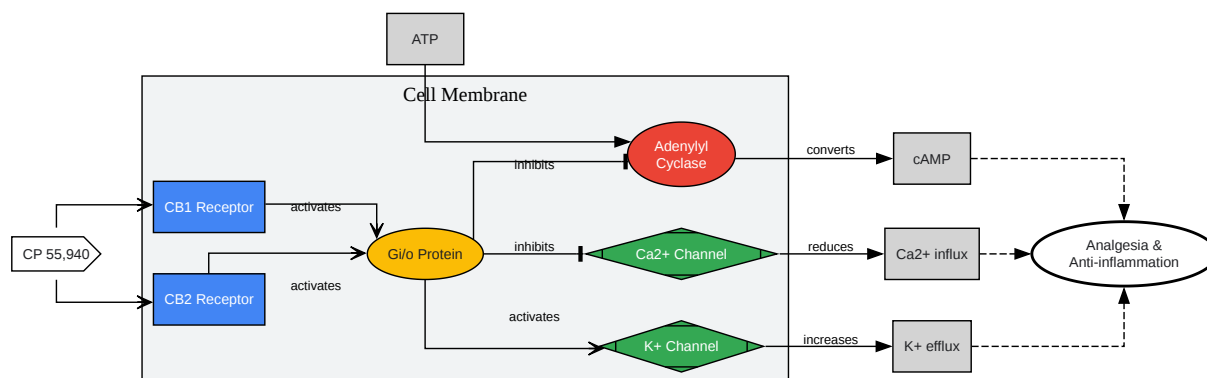 ATP
Cell Membrane
Adenylyl
Cyclase
converts
cAMP
inhibits
CB1 Receptor
activates
CP 55,940
Gi/o Protein
inhibits
Ca2+ Channel
reduces
Ca2+ influx
Analgesia &
Anti-inflammation
CB2 Receptor
activates
activates
K+ Channel
increases
K+ efflux